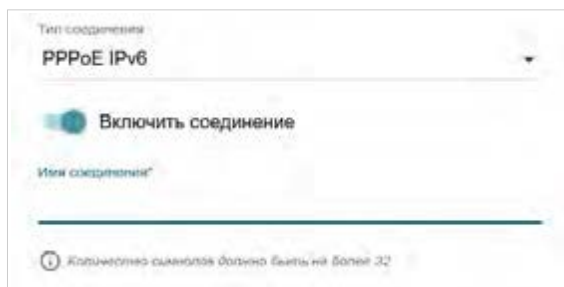 Тип соединения
PPPoE IPv6
Включить соединение
Имя соединения*
Количество символов должно быть не более 32